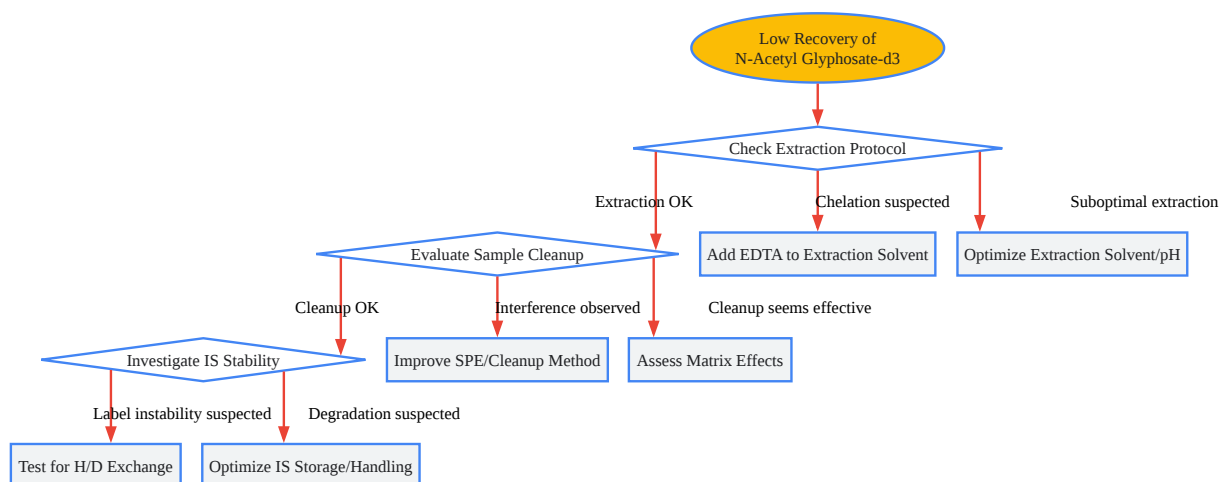 Low Recovery of
N-Acetyl Glyphosate-d3
Check Extraction Protocol
Extraction OK
Chelation suspected
Suboptimal extraction
Evaluate Sample Cleanup
Add EDTA to Extraction Solvent
Optimize Extraction Solvent/pH
Cleanup OK
Interference observed
Cleanup seems effective
Investigate IS Stability
Improve SPE/Cleanup Method
Assess Matrix Effects
Label instability suspected
Degradation suspected
Test for H/D Exchange
Optimize IS Storage/Handling